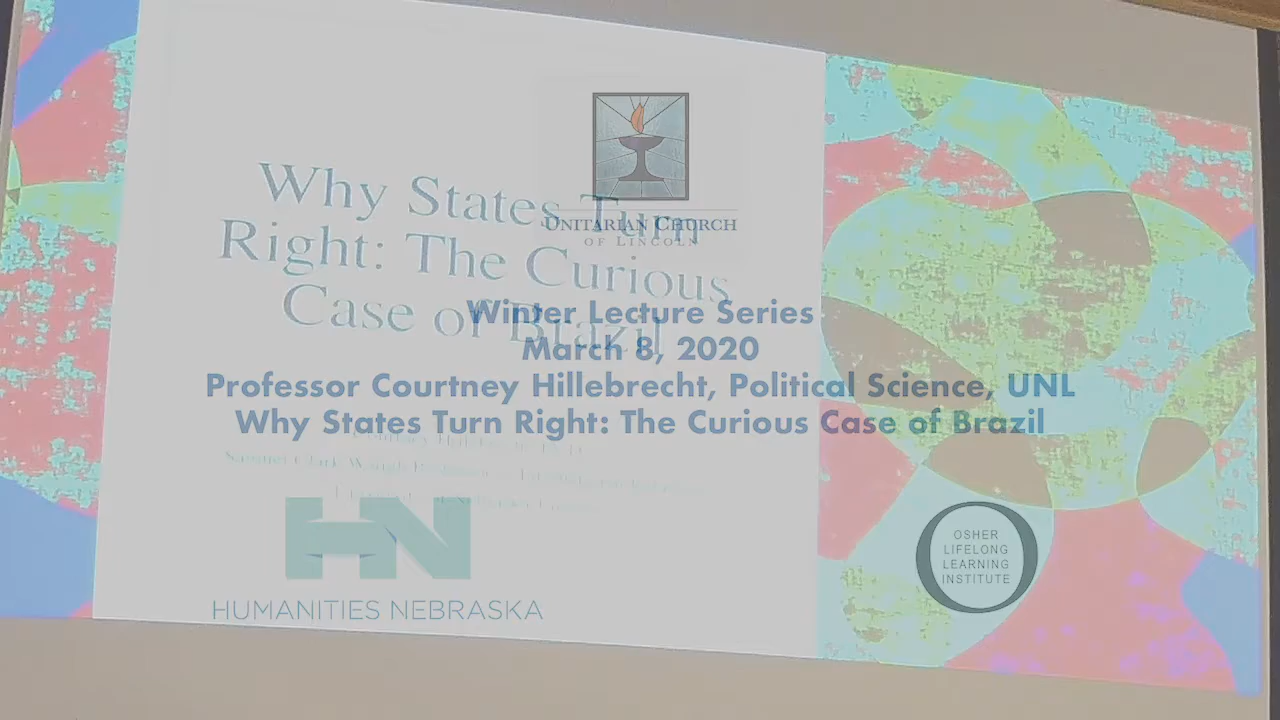 Why States Turn
Right: The Curious
Case of Brazil
UNITARIAN CHURCH
OF LINCOLN
Winter Lecture Series
March 8, 2020
Professor Courtney Hillebrecht, Political Science, UNL
Why States Turn Right: The Curious Case of Brazil
HN
HUMANITIES NEBRASKA
OSHER
LIFELONG
LEARNING
INSTITUTE